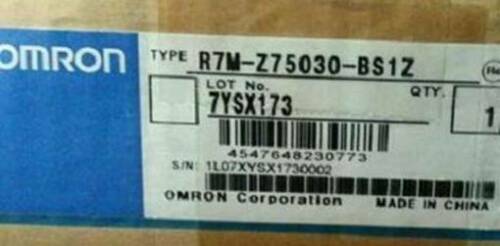 OMRON
TYPE R7M-Z75030-BS1Z
LOT No. QTY.
7YSX173 1
4547648230773
S/N: 1L07XYSX1730002
OMRON Corporation MADE IN CHINA